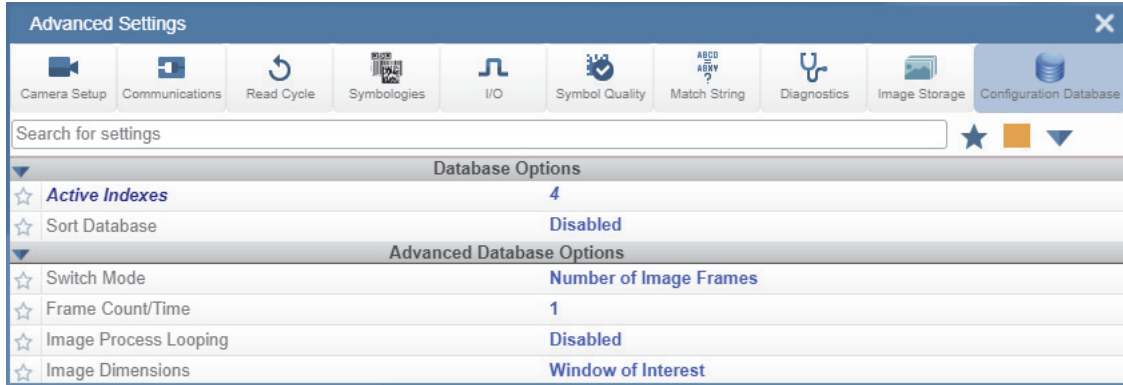 Advanced Settings
Camera Setup Communications Read Cycle Symbologies I/O Symbol Quality Match String Diagnostics Image Storage Configuration Database
Search for settings
Database Options
Active Indexes 4
Sort Database Disabled
Advanced Database Options
Switch Mode Number of Image Frames
Frame Count/Time 1
Image Process Looping Disabled
Image Dimensions Window of Interest